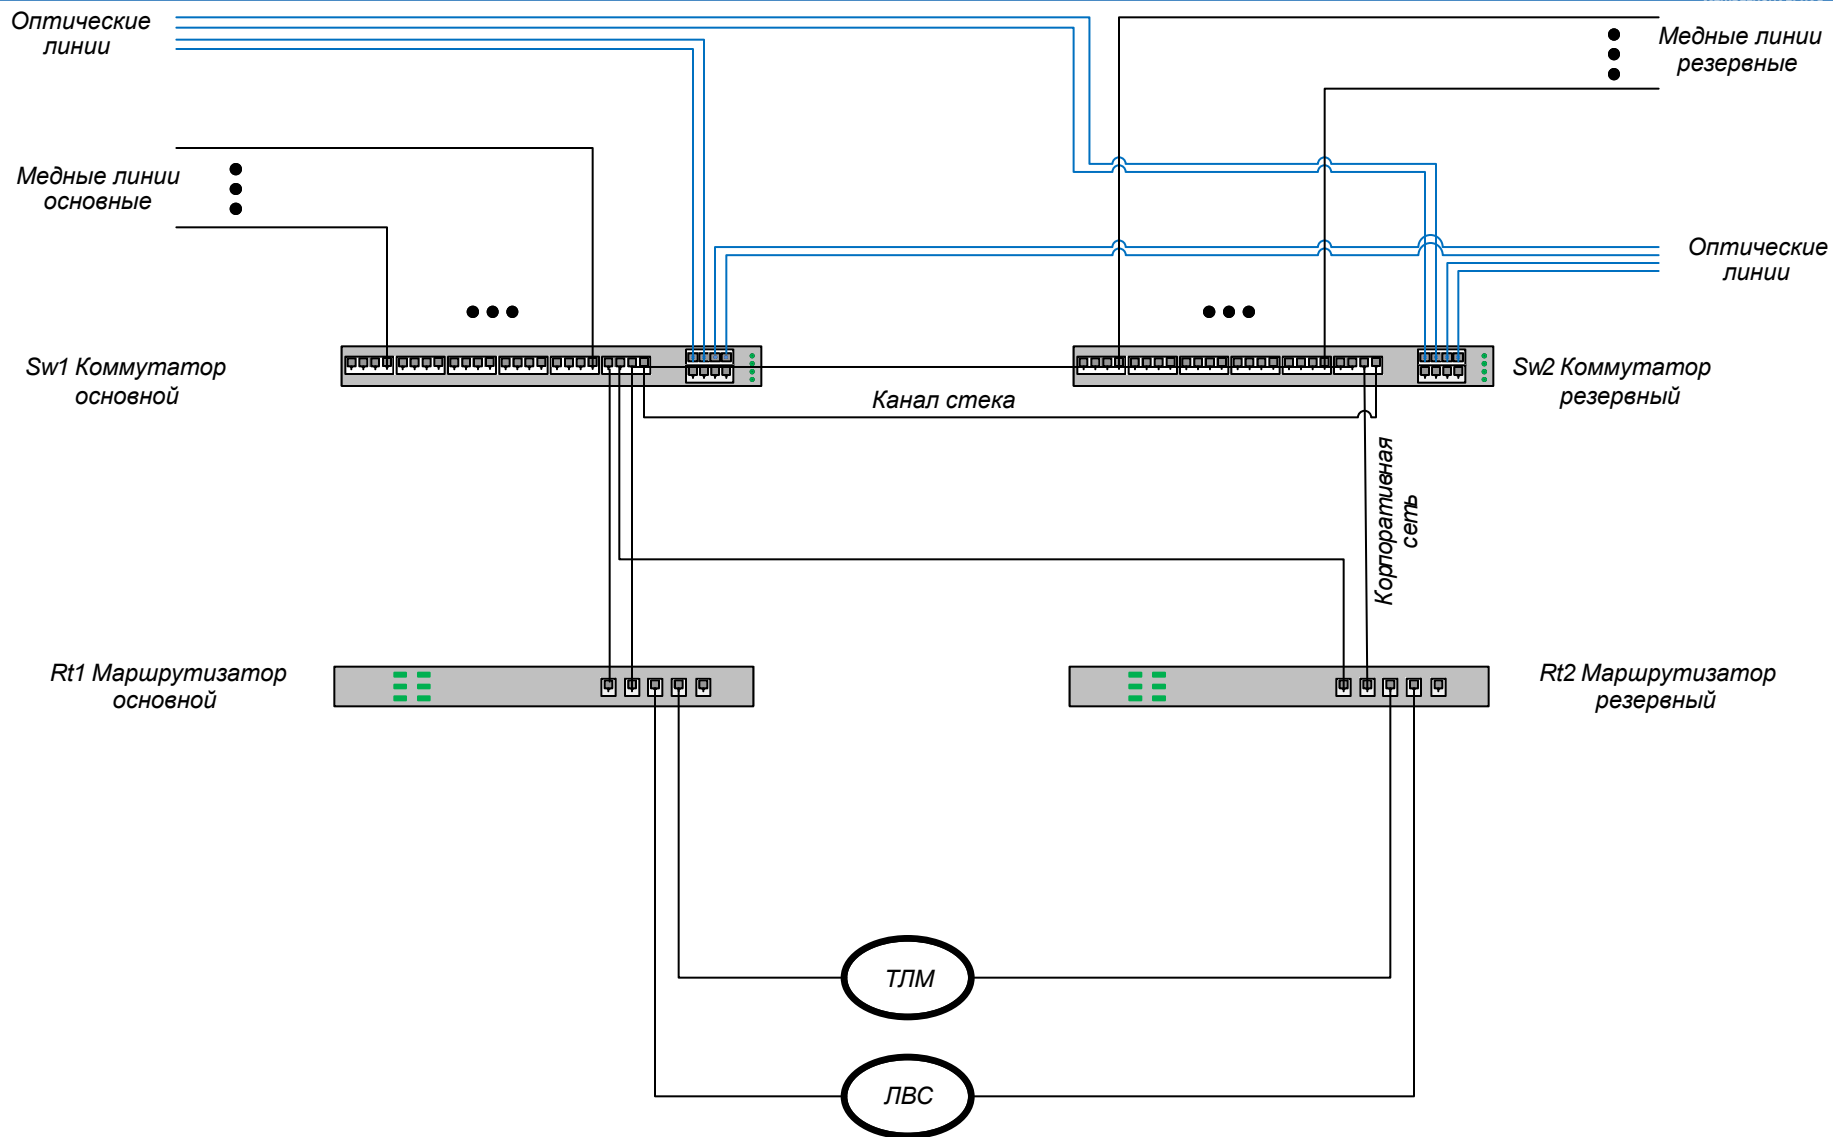 Оптические
линии
Медные линии
резервные
Медные линии
основные
Оптические
линии
Sw1 Коммутатор
основной
Sw2 Коммутатор
резервный
Канал стека
Корпоративная
сеть
Rt1 Маршрутизатор
основной
Rt2 Маршрутизатор
резервный
ТЛМ
ЛВС